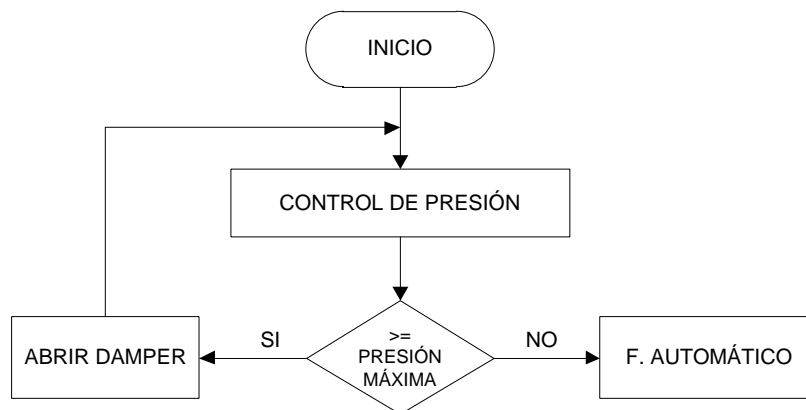 INICIO
CONTROL DE PRESIÓN
ABRIR DAMPER
SI
>=
PRESIÓN
MÁXIMA
NO
F. AUTOMÁTICO